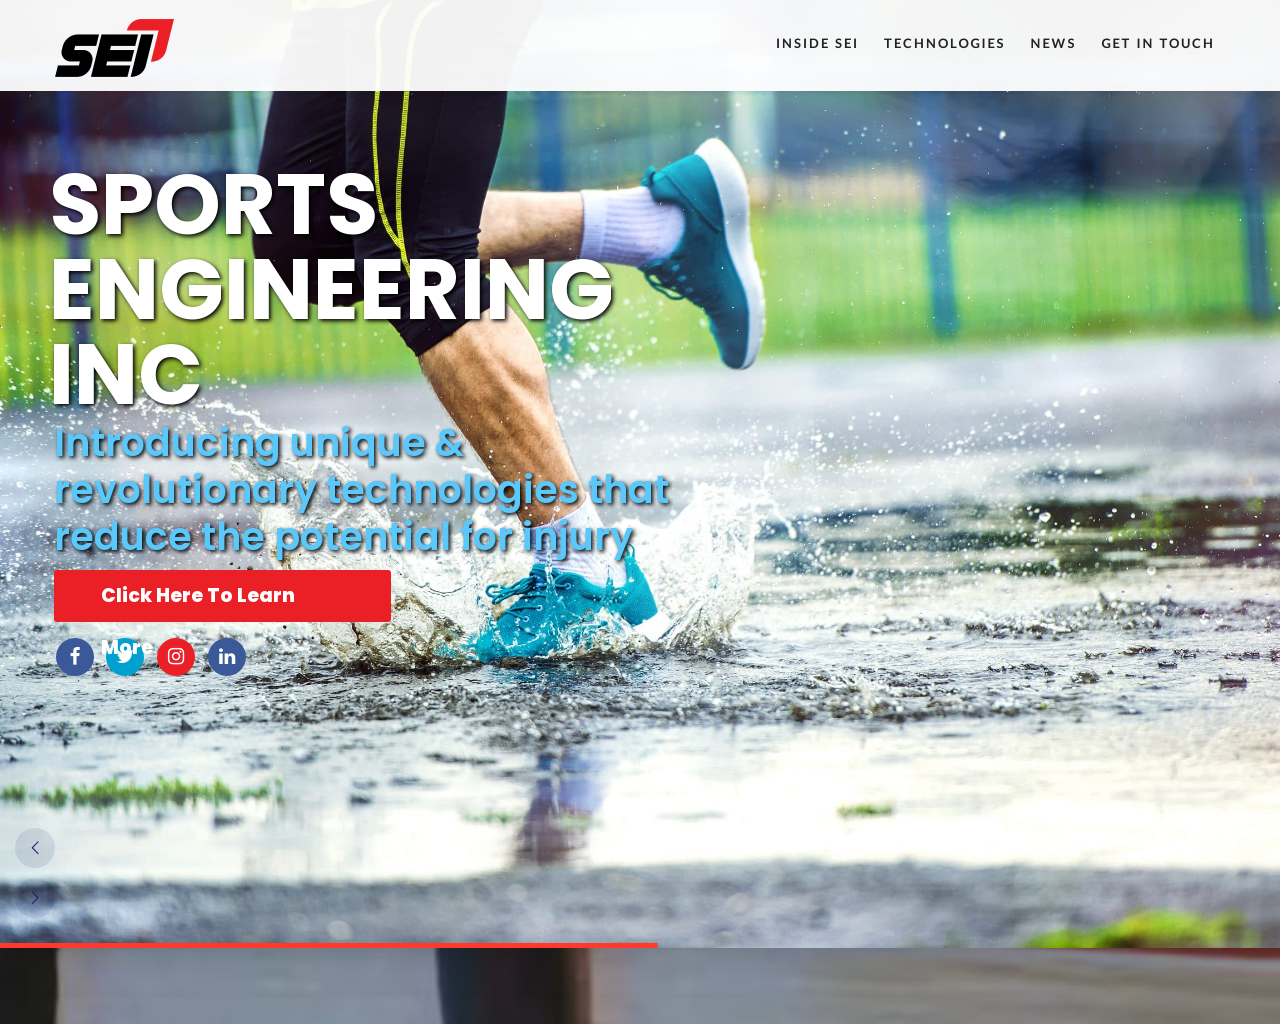 SEI
INSIDE SEI
TECHNOLOGIES
NEWS
GET IN TOUCH
SPORTS
ENGINEERING
INC
Introducing unique &
revolutionary technologies that
reduce the potential for injury
Click Here To Learn
More